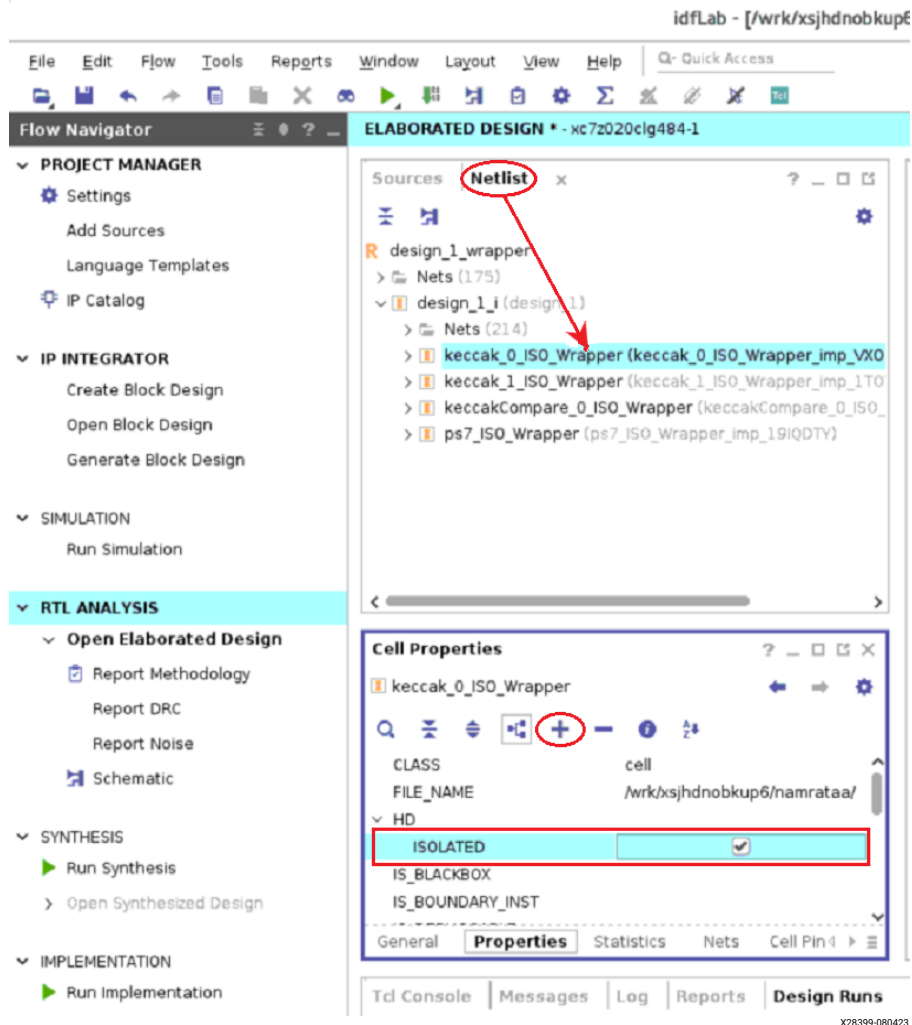 idfLab - [/wrk/xsjhdnobkup6
File Edit Flow Tools Reports Window Layout View Help Q- Quick Access
Tcl
Flow Navigator ? _
ELABORATED DESIGN * - xc7z020clg484-1
PROJECT MANAGER
Settings
Add Sources
Language Templates
IP Catalog
IP INTEGRATOR
Create Block Design
Open Block Design
Generate Block Design
SIMULATION
Run Simulation
RTL ANALYSIS
Open Elaborated Design
Report Methodology
Report DRC
Report Noise
Schematic
SYNTHESIS
Run Synthesis
Open Synthesized Design
IMPLEMENTATION
Run Implementation
Sources Netlist x ? _
R design_1_wrapper
Nets (175)
design_1_i (design_1)
Nets (214)
keccak_0_ISO_Wrapper (keccak_0_ISO_Wrapper_imp_VX0
keccak_1_ISO_Wrapper (keccak_1_ISO_Wrapper_imp_1T0
keccakCompare_0_ISO_Wrapper (keccakCompare_0_ISO_
ps7_ISO_Wrapper (ps7_ISO_Wrapper_imp_19IQDTY)
Cell Properties ? _
keccak_0_ISO_Wrapper
CLASS cell
FILE_NAME /wrk/xsjhdnobkup6/namrataa/
HD
ISOLATED
IS_BLACKBOX
IS_BOUNDARY_INST
General Properties Statistics Nets Cell Pin
Tcl Console Messages Log Reports Design Runs
X28399-080423